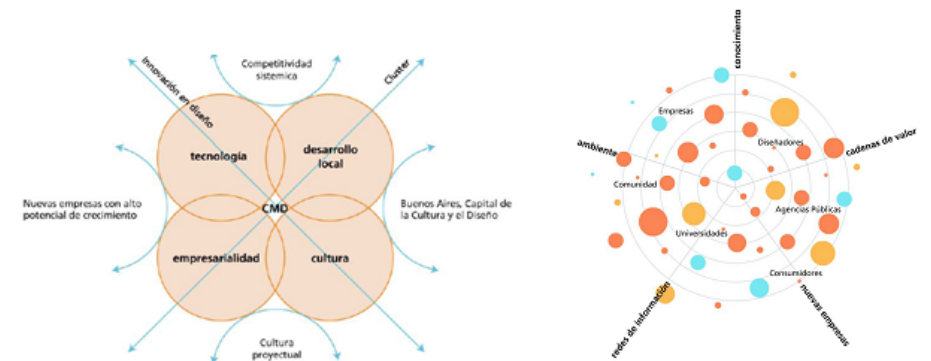 Innovación en diseño
Competitividad
sistemica
Cluster
tecnología
desarrollo
local
Nuevas empresas con alto
potencial de crecimiento
CMD
Buenos Aires, Capital de
la Cultura y el Diseño
empresarialidad
cultura
Cultura
proyectual
conocimiento
Empresas
Diseñadores
cadenas de valor
ambiente
Comunidad
Agencias Públicas
Universidades
Consumidores
redes de información
nuevas empresas